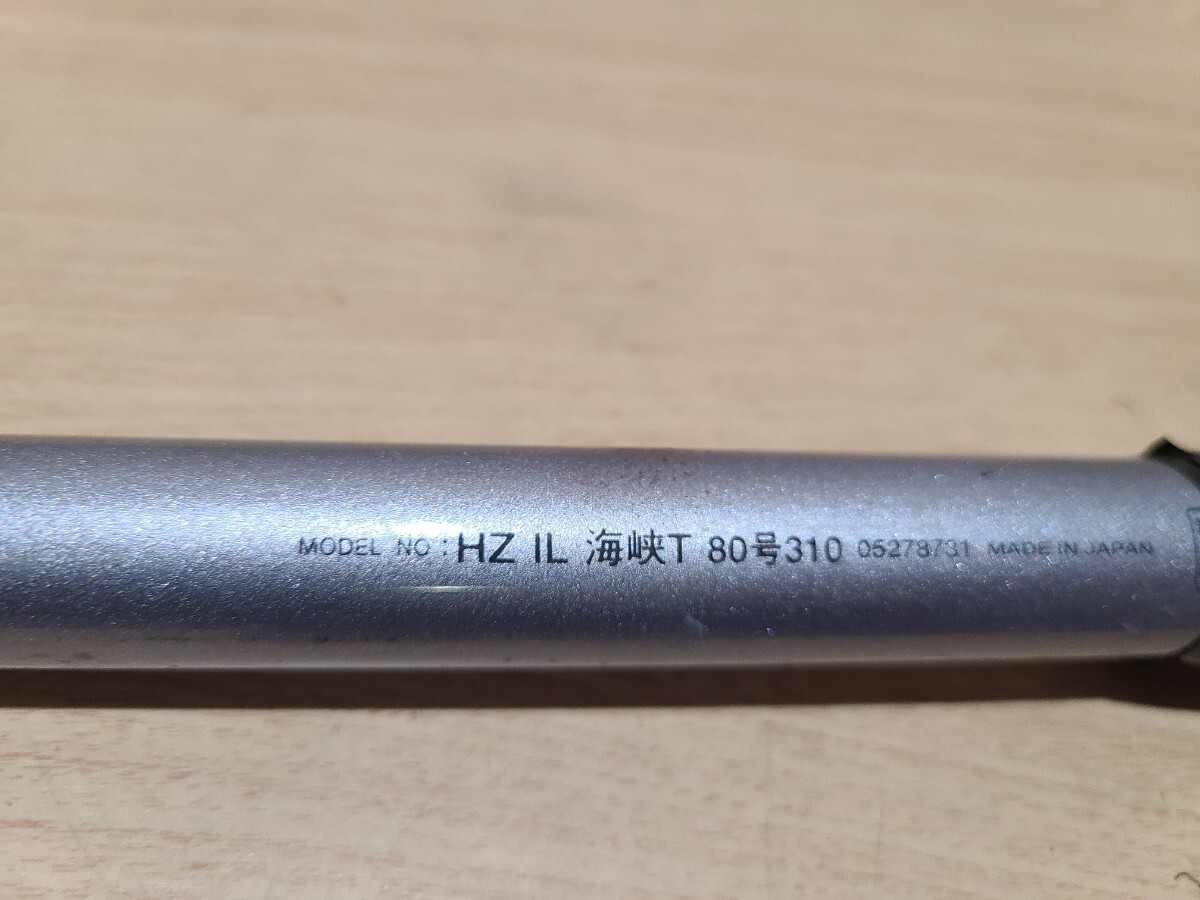 MODEL NO : HZ IL 海峡T 80号310 05278731 MADE IN JAPAN